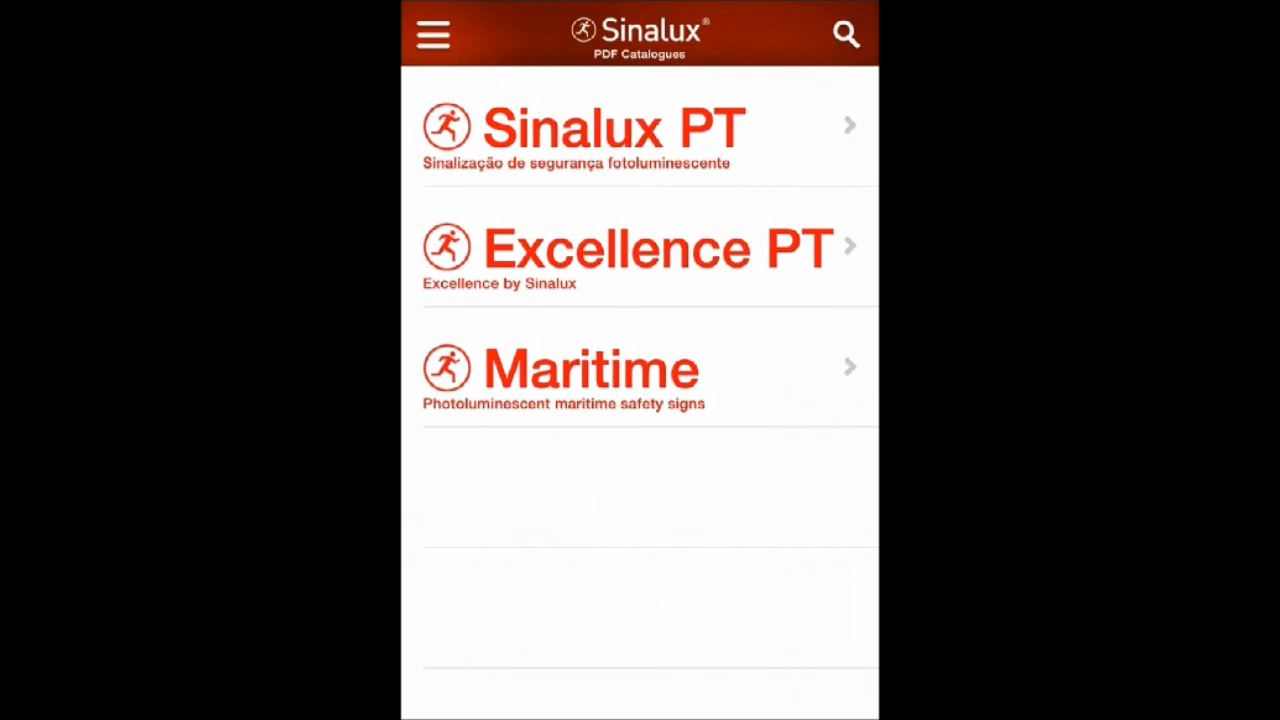 Sinalux®
PDF Catalogues
Sinalux PT
Sinalização de segurança fotoluminescente
Excellence PT
Excellence by Sinalux
Maritime
Photoluminescent maritime safety signs